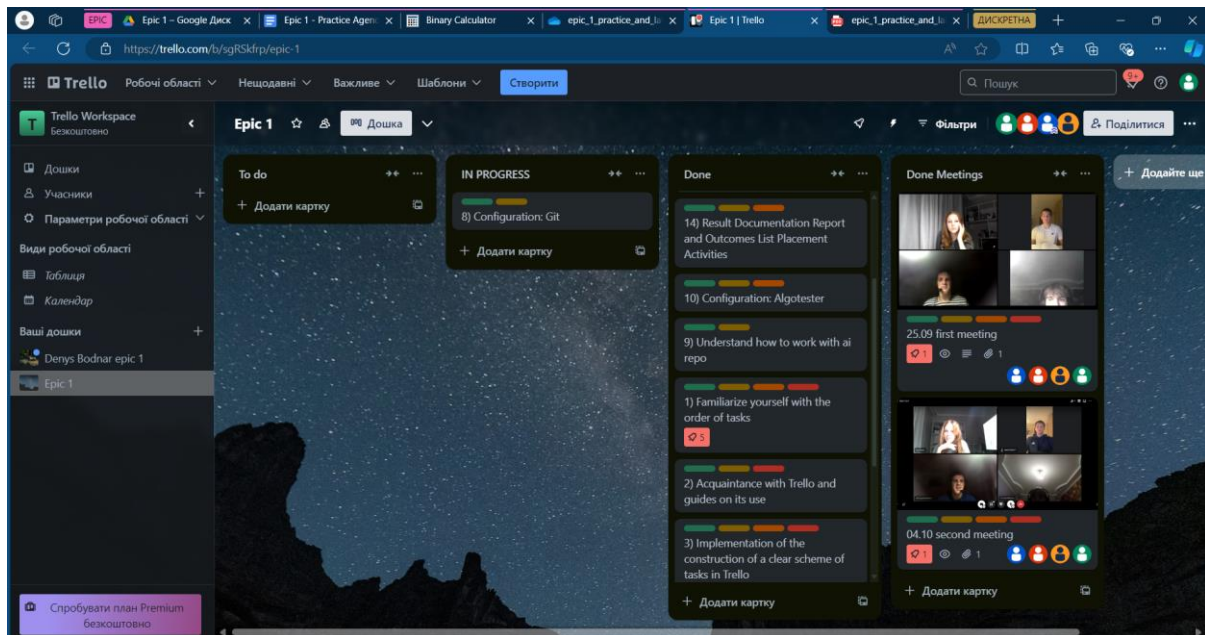 EPIC
Epic 1 – Google Диск
Epic 1 - Practice Agenc
Binary Calculator
epic_1_practice_and_la
Epic 1 | Trello
epic_1_practice_and_la
ДИСКРЕТНА
https://trello.com/b/sgRSkfrp/epic-1
Trello
Робочі області
Нещодавні
Важливе
Шаблони
Створити
Пошук
9+
T
Trello Workspace
Безкоштовно
Epic 1
Дошка
Фільтри
Поділитися
Дошки
Учасники
Параметри робочої області
Види робочої області
Таблиця
Календар
Ваші дошки
Denys Bodnar epic 1
Epic 1
Спробувати план Premium
безкоштовно
To do
+ Додати картку
IN PROGRESS
8) Configuration: Git
+ Додати картку
Done
14) Result Documentation Report
and Outcomes List Placement
Activities
10) Configuration: Algotester
9) Understand how to work with ai
repo
1) Familiarize yourself with the
order of tasks
5
2) Acquaintance with Trello and
guides on its use
3) Implementation of the
construction of a clear scheme of
tasks in Trello
+ Додати картку
Done Meetings
25.09 first meeting
1
1
04.10 second meeting
1
1
+ Додати картку
+ Додайте ще